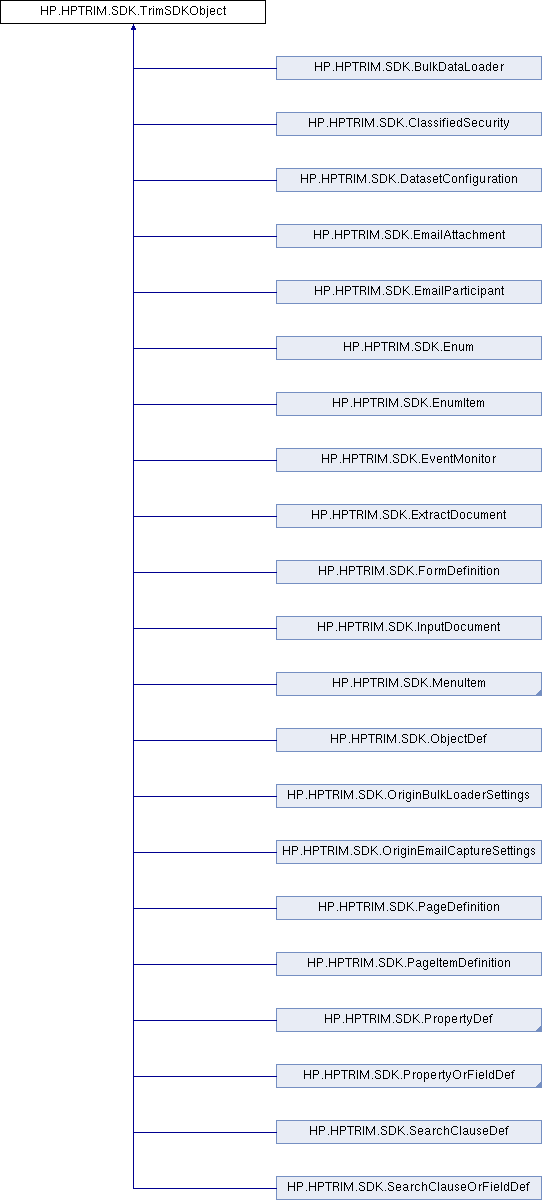 HP.HPTRIM.SDK.TrimSDKObject
HP.HPTRIM.SDK.BulkDataLoader
HP.HPTRIM.SDK.ClassifiedSecurity
HP.HPTRIM.SDK.DatasetConfiguration
HP.HPTRIM.SDK.EmailAttachment
HP.HPTRIM.SDK.EmailParticipant
HP.HPTRIM.SDK.Enum
HP.HPTRIM.SDK.EnumItem
HP.HPTRIM.SDK.EventMonitor
HP.HPTRIM.SDK.ExtractDocument
HP.HPTRIM.SDK.FormDefinition
HP.HPTRIM.SDK.InputDocument
HP.HPTRIM.SDK.MenuItem
HP.HPTRIM.SDK.ObjectDef
HP.HPTRIM.SDK.OriginBulkLoaderSettings
HP.HPTRIM.SDK.OriginEmailCaptureSettings
HP.HPTRIM.SDK.PageDefinition
HP.HPTRIM.SDK.PageItemDefinition
HP.HPTRIM.SDK.PropertyDef
HP.HPTRIM.SDK.PropertyOrFieldDef
HP.HPTRIM.SDK.SearchClauseDef
HP.HPTRIM.SDK.SearchClauseOrFieldDef